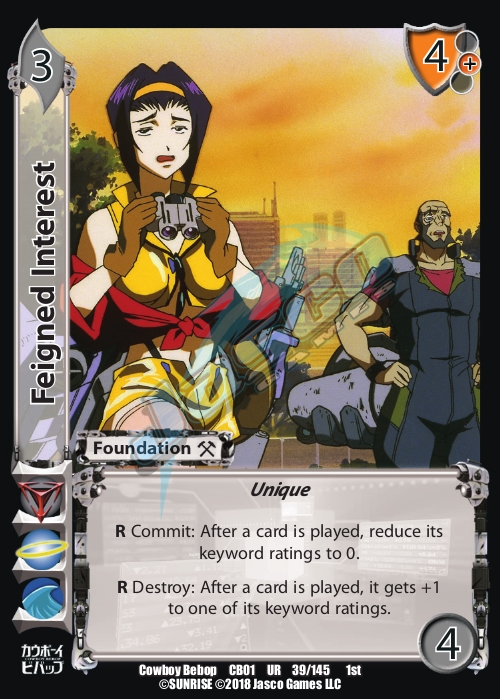 3
4
+
Feigned Interest
Foundation
Unique
R Commit: After a card is played, reduce its
keyword ratings to 0.
R Destroy: After a card is played, it gets +1
to one of its keyword ratings.
4
カウボーイ
ビバップ
Cowboy Bebop CB01 UR 39/145 1st
©SUNRISE ©2018 Jasco Games LLC